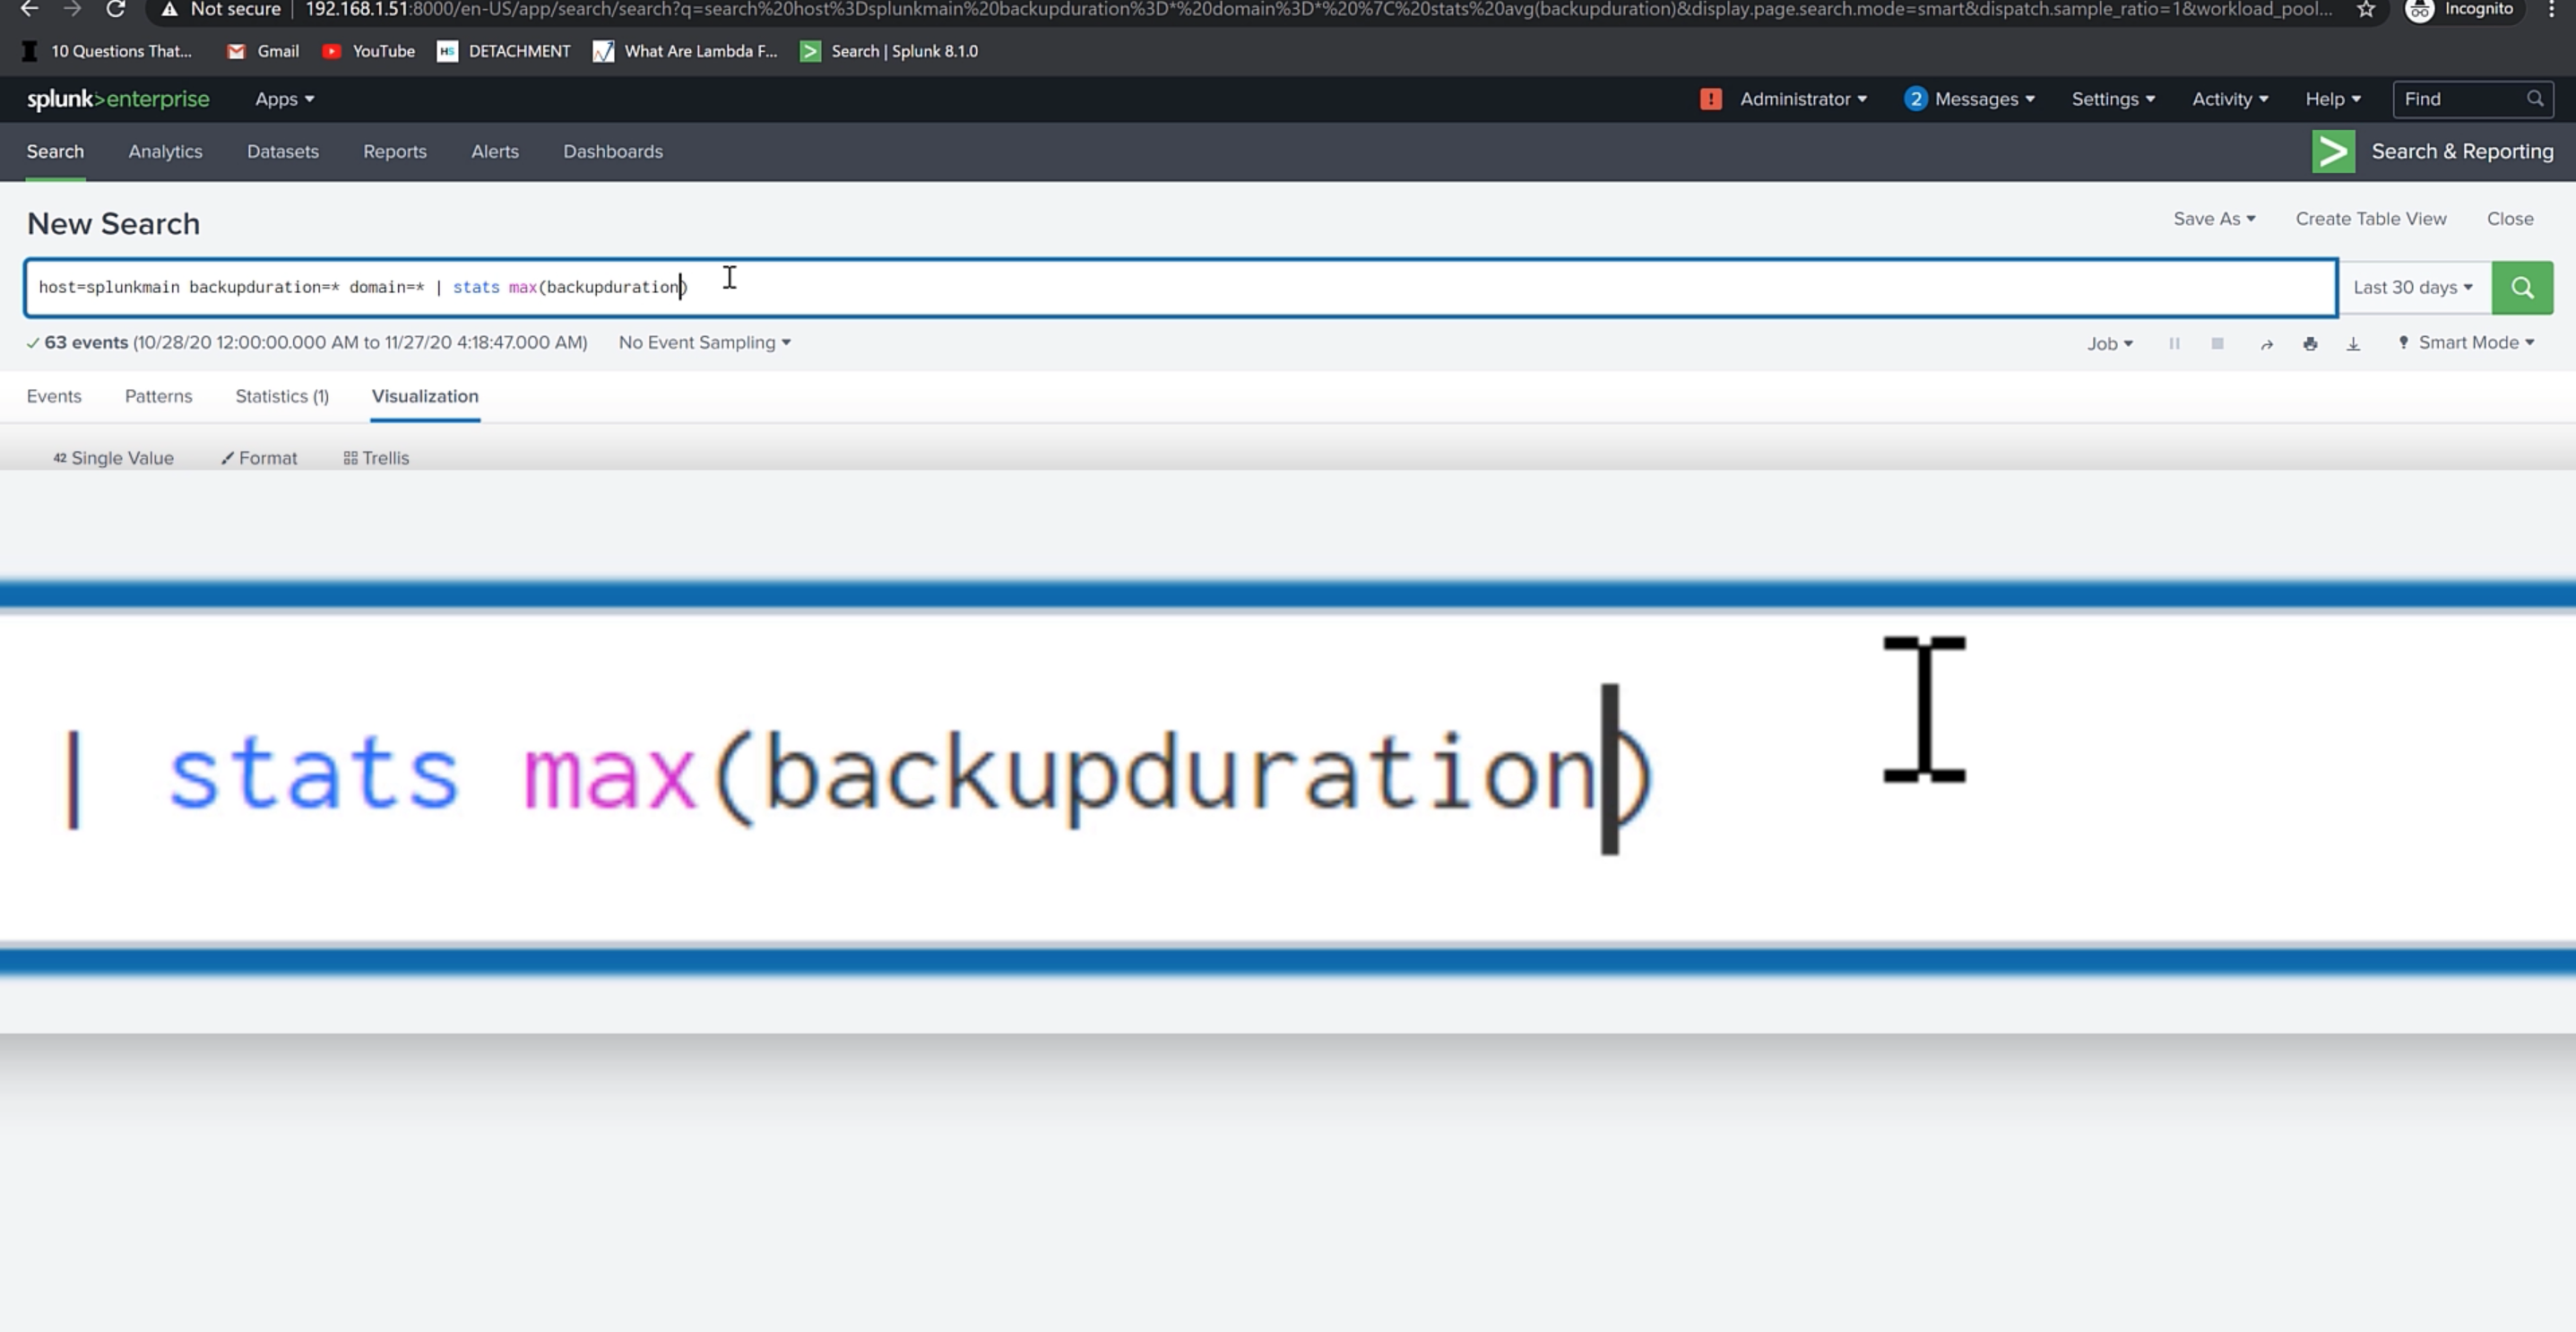 Not secure | 192.168.1.51:8000/en-US/app/search/search?q=search%20host%3Dsplunkmain%20backupduration%3D*%20domain%3D*%20%7C%20stats%20avg(backupduration)&display.page.search.mode=smart&dispatch.sample_ratio=1&workload_pool... Incognito
10 Questions That... Gmail YouTube HS DETACHMENT What Are Lambda F... Search | Splunk 8.1.0
splunk>enterprise Apps ! Administrator 2 Messages Settings Activity Help Find
Search Analytics Datasets Reports Alerts Dashboards > Search & Reporting
New Search Save As Create Table View Close
host=splunkmain backupduration=* domain=* | stats max(backupduration) Last 30 days
✓ 63 events (10/28/20 12:00:00.000 AM to 11/27/20 4:18:47.000 AM) No Event Sampling Job Smart Mode
Events Patterns Statistics (1) Visualization
42 Single Value Format Trellis
| stats max(backupduration)